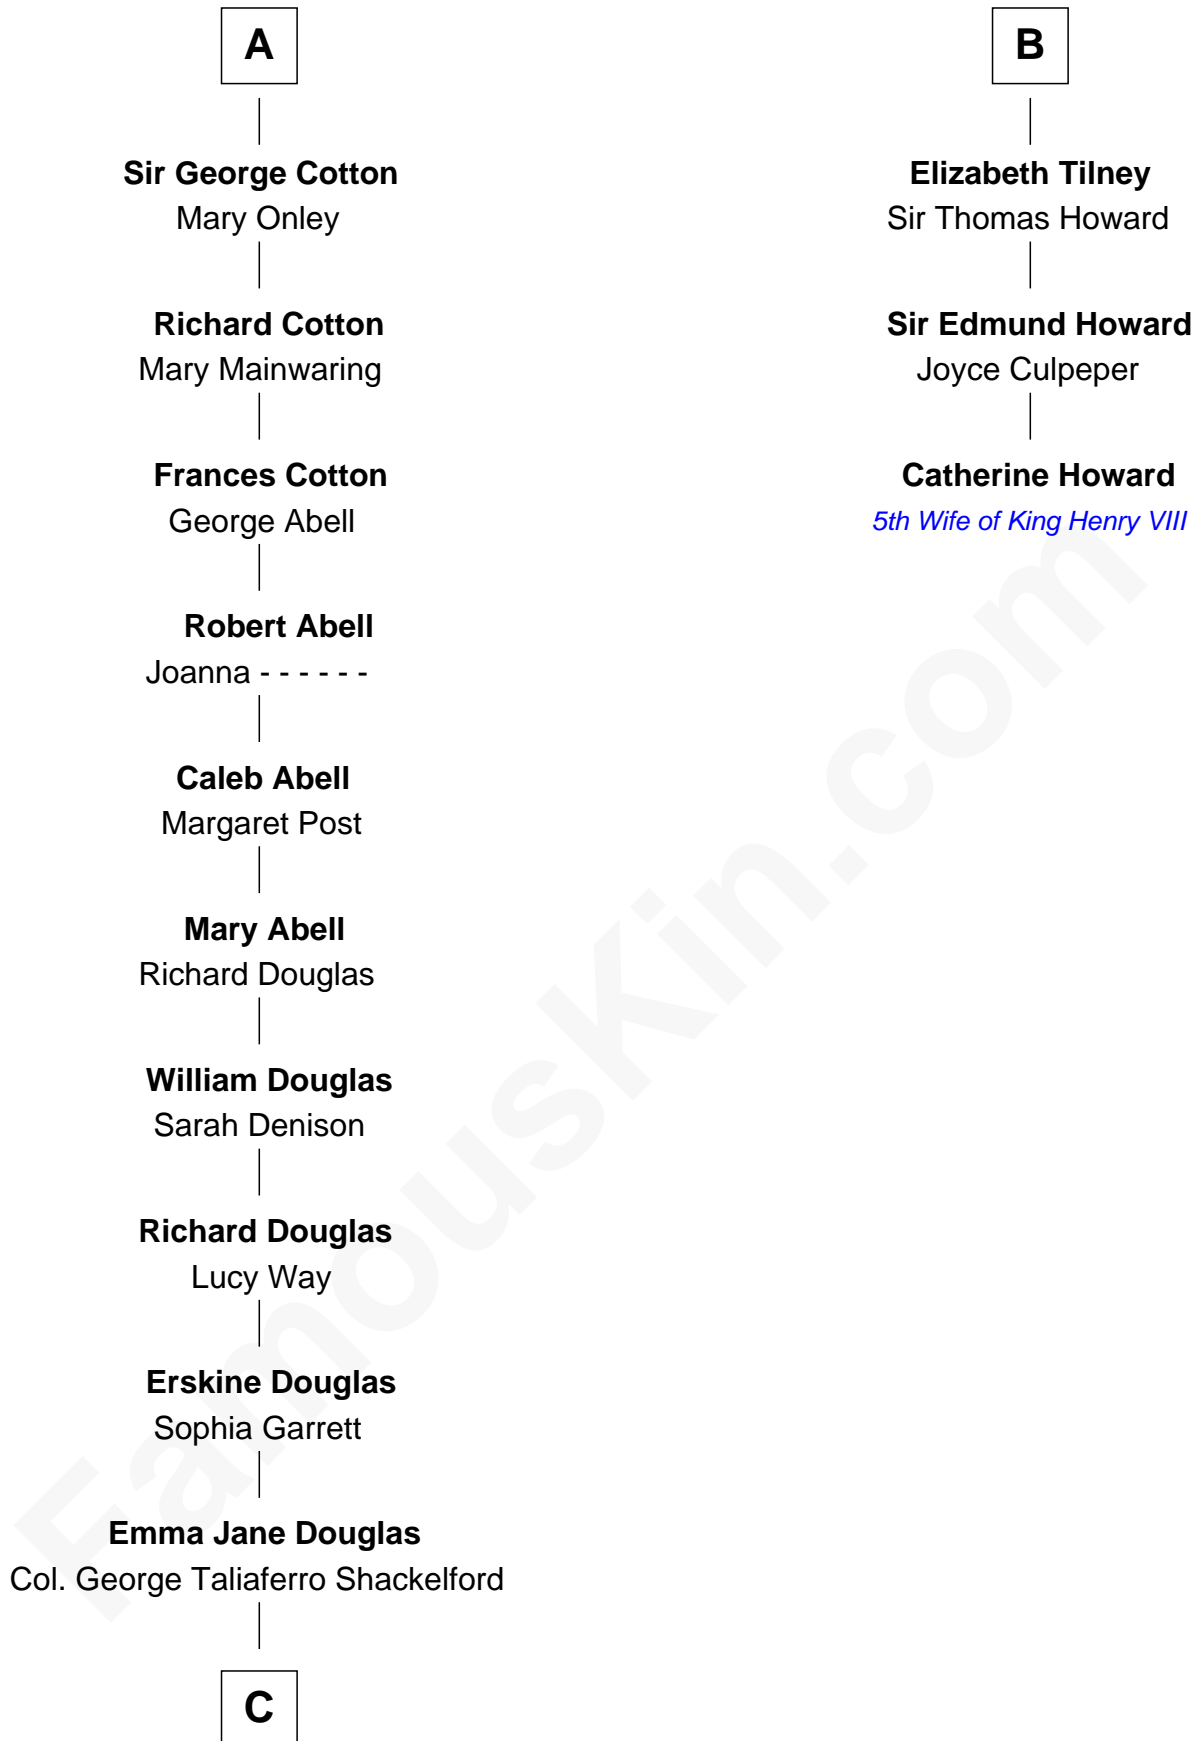 A
Sir George Cotton
Mary Onley
Richard Cotton
Mary Mainwaring
Frances Cotton
George Abell
Robert Abell
Joanna - - - - - -
Caleb Abell
Margaret Post
Mary Abell
Richard Douglas
William Douglas
Sarah Denison
Richard Douglas
Lucy Way
Erskine Douglas
Sophia Garrett
Emma Jane Douglas
Col. George Taliaferro Shackelford
C
B
Elizabeth Tilney
Sir Thomas Howard
Sir Edmund Howard
Joyce Culpeper
Catherine Howard
5th Wife of King Henry VIII
FamousKin.com